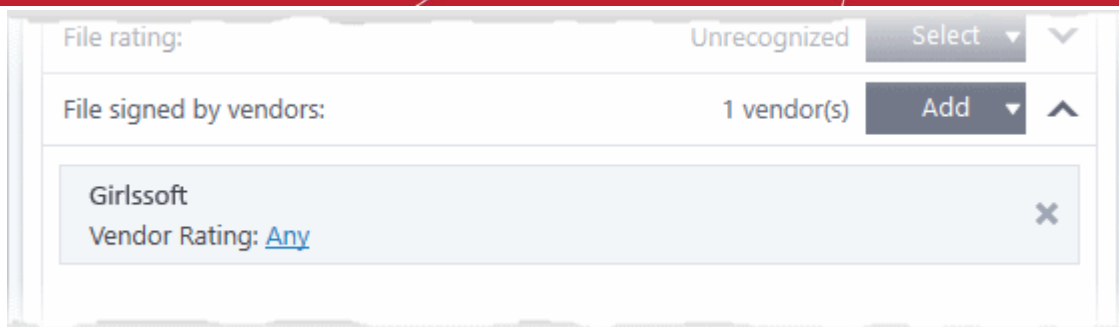 File rating: Unrecognized Select
File signed by vendors: 1 vendor(s) Add
Girlssoft
Vendor Rating: Any